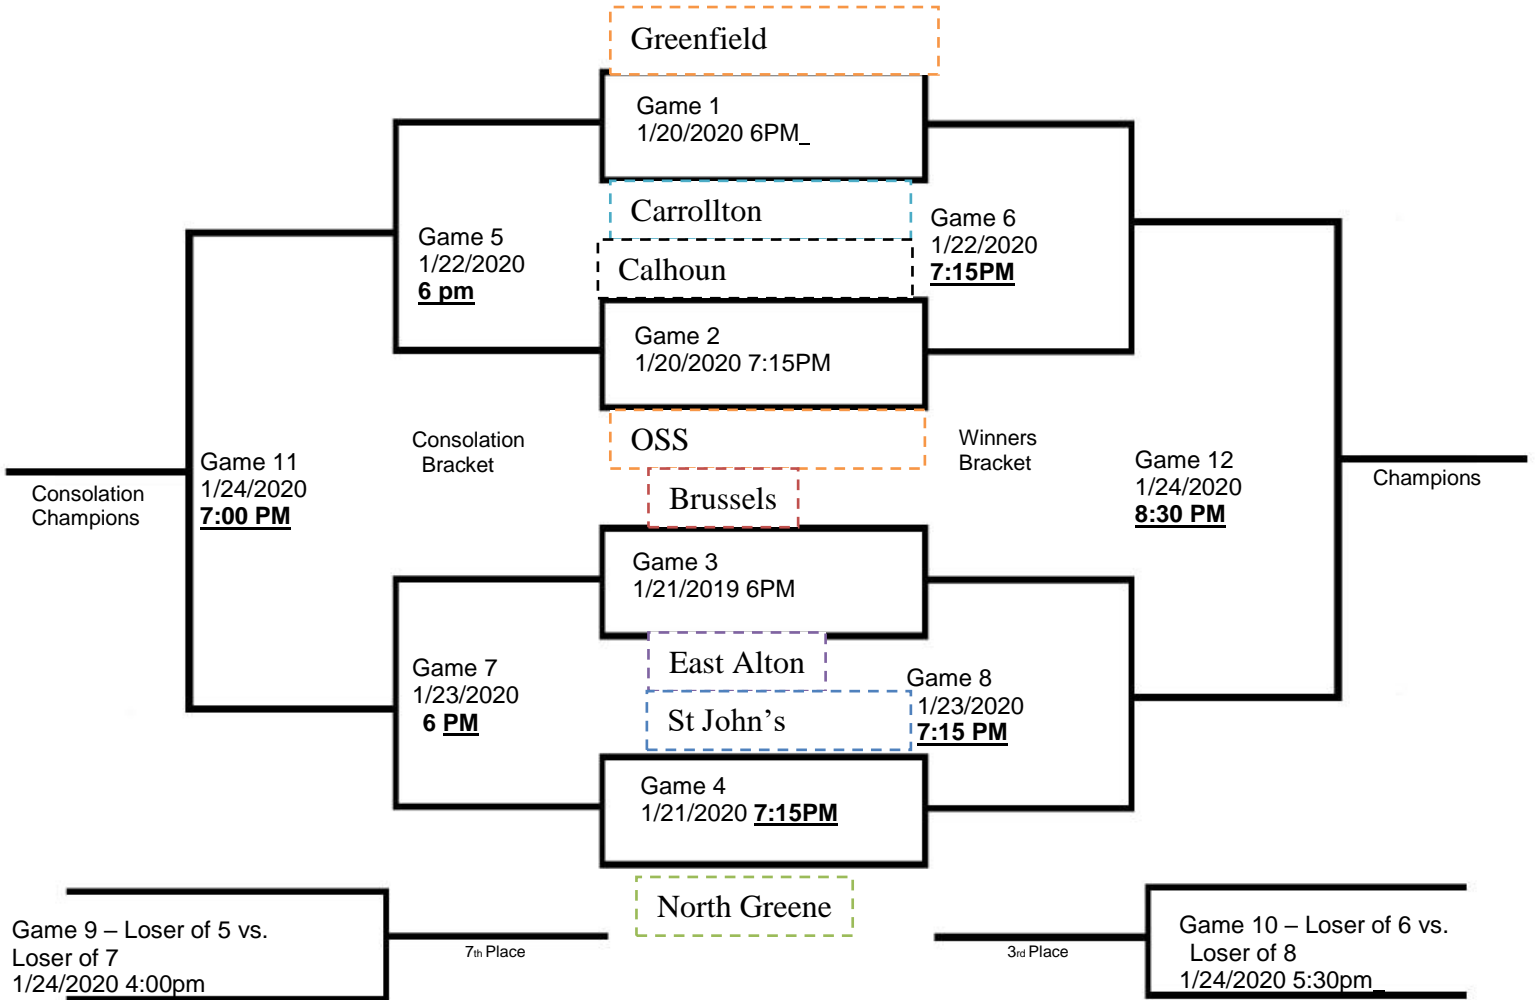 Greenfield
Game 1
1/20/2020 6PM_
Carrollton
Game 6
1/22/2020
7:15PM
Game 5
1/22/2020
6 pm
Calhoun
Game 2
1/20/2020 7:15PM
OSS
Consolation
Bracket
Winners
Bracket
Game 11
1/24/2020
7:00 PM
Consolation
Champions
Game 12
1/24/2020
8:30 PM
Champions
Brussels
Game 3
1/21/2019 6PM
East Alton
Game 7
1/23/2020
6 PM
Game 8
1/23/2020
7:15 PM
St John’s
Game 4
1/21/2020 7:15PM
North Greene
Game 9 – Loser of 5 vs.
Loser of 7
1/24/2020 4:00pm
7th Place
3rd Place
Game 10 – Loser of 6 vs.
Loser of 8
1/24/2020 5:30pm_